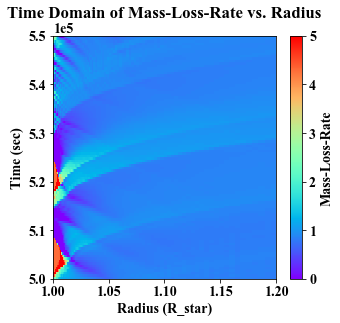 Time Domain of Mass-Loss-Rate vs. Radius
1e5
5.5
5.4
5.3
5.2
5.1
5.0
Time (sec)
1.00 1.05 1.10 1.15 1.20
Radius (R_star)
5
4
3
2
1
0
Mass-Loss-Rate